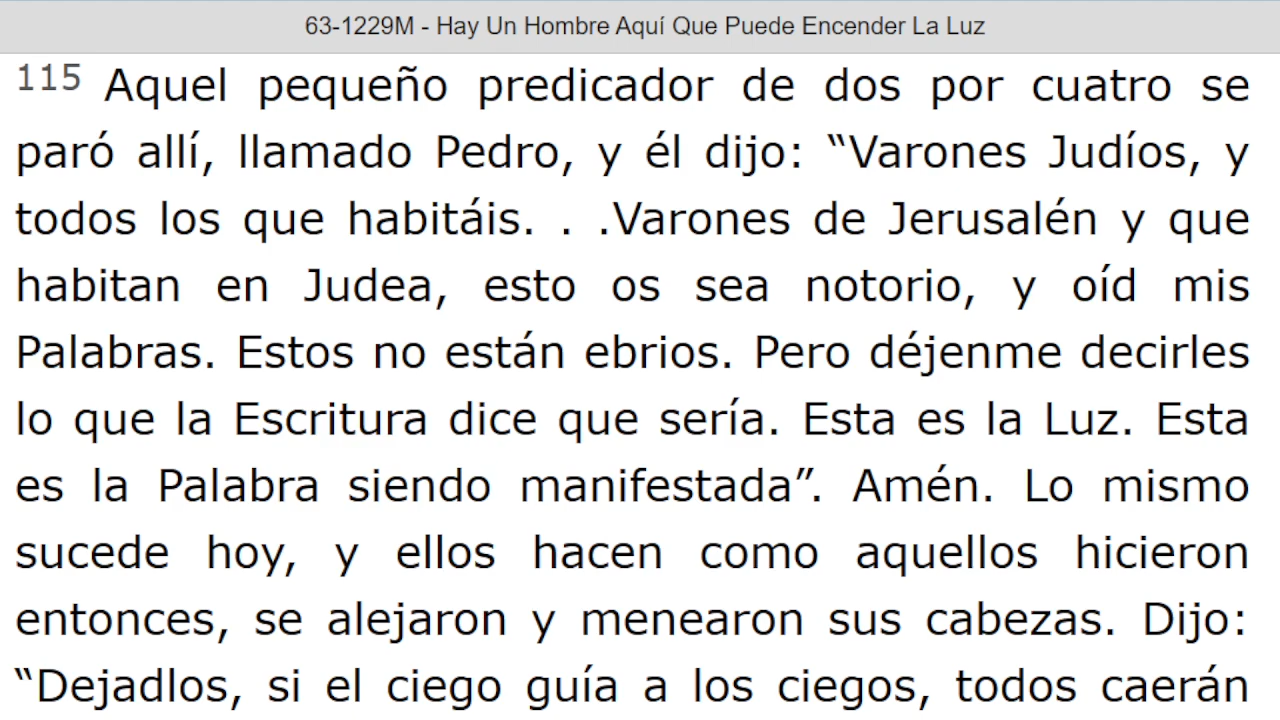 63-1229M - Hay Un Hombre Aquí Que Puede Encender La Luz
115 Aquel pequeño predicador de dos por cuatro se
paró allí, llamado Pedro, y él dijo: “Varones Judíos, y
todos los que habitáis. . .Varones de Jerusalén y que
habitan en Judea, esto os sea notorio, y oíd mis
Palabras. Estos no están ebrios. Pero déjenme decirles
lo que la Escritura dice que sería. Esta es la Luz. Esta
es la Palabra siendo manifestada”. Amén. Lo mismo
sucede hoy, y ellos hacen como aquellos hicieron
entonces, se alejaron y menearon sus cabezas. Dijo:
“Dejadlos, si el ciego guía a los ciegos, todos caerán